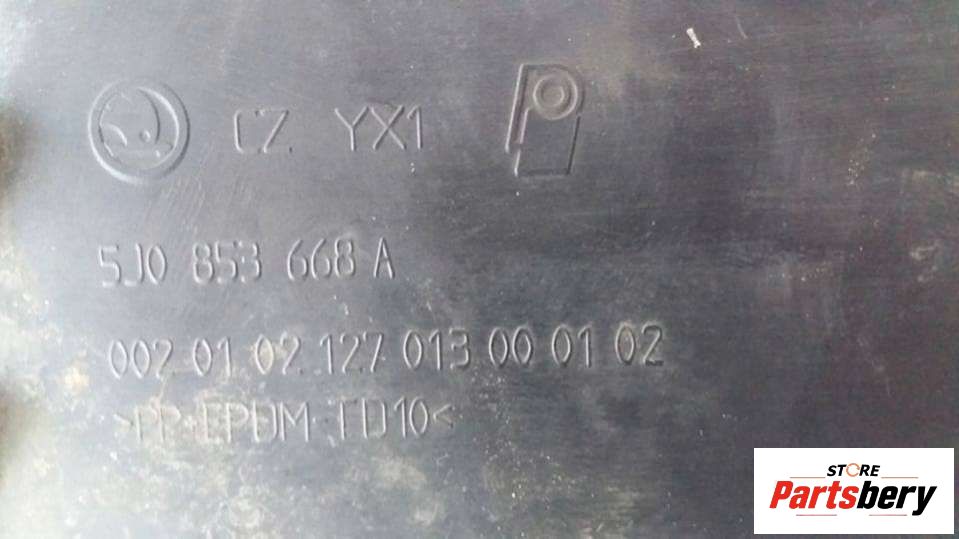 CZ YX1
5J0 853 668 A
002 01 02 127 013 00 01 02
>PP+EPDM-TD10<
STORE
Partsbery